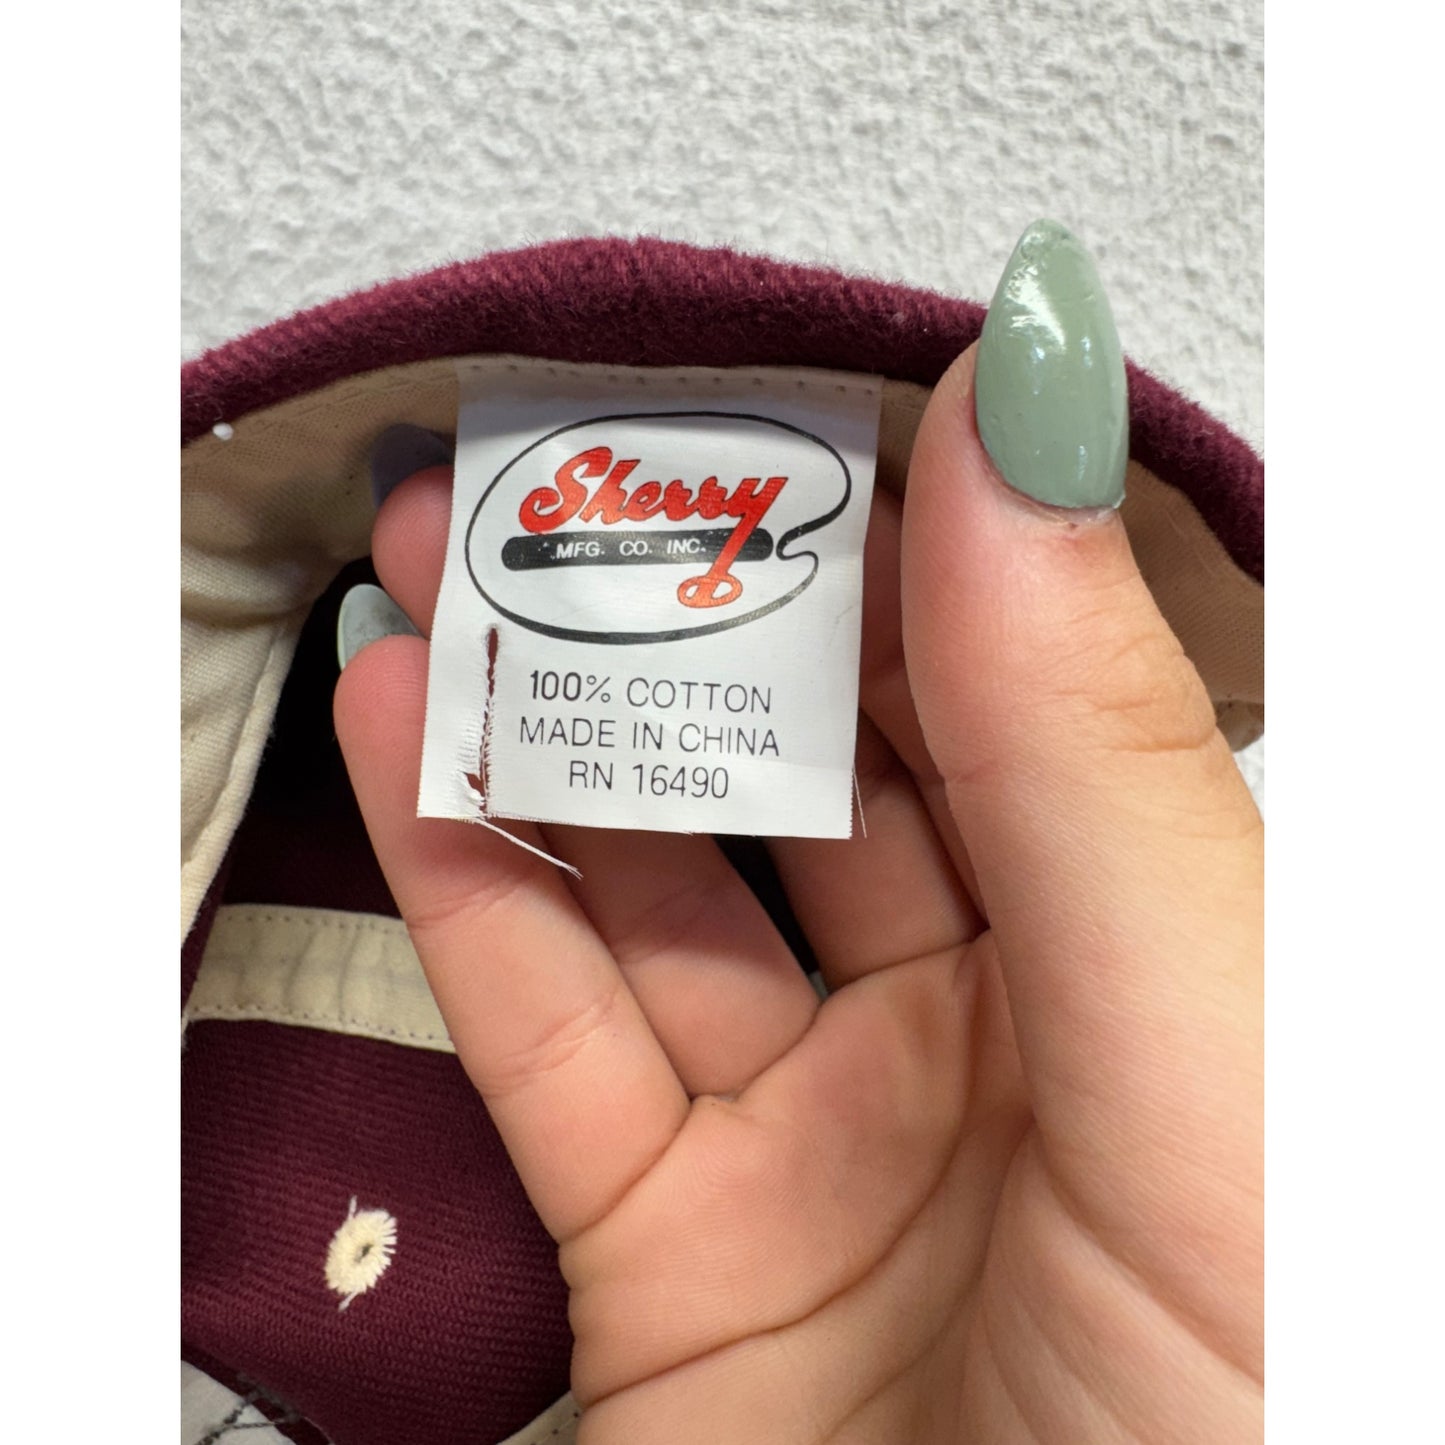 Sherry
MFG. CO. INC.
100% COTTON
MADE IN CHINA
RN 16490